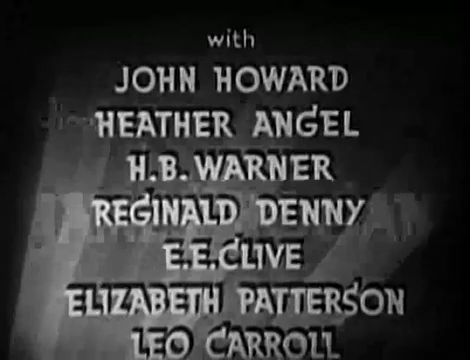 with
JOHN HOWARD
HEATHER ANGEL
H.B. WARNER
REGINALD DENNY
E.E. CLIVE
ELIZABETH PATTERSON
LEO CARROLL